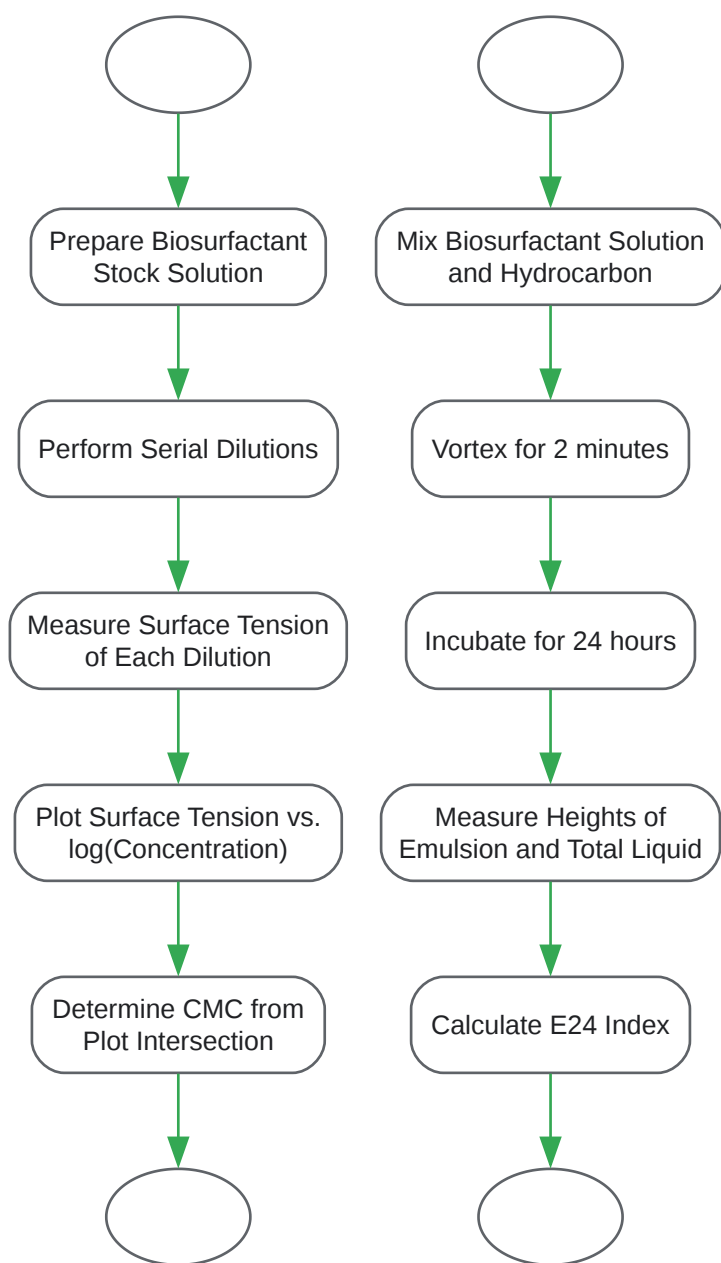 Prepare Biosurfactant
Stock Solution
Perform Serial Dilutions
Measure Surface Tension
of Each Dilution
Plot Surface Tension vs.
log(Concentration)
Determine CMC from
Plot Intersection
Mix Biosurfactant Solution
and Hydrocarbon
Vortex for 2 minutes
Incubate for 24 hours
Measure Heights of
Emulsion and Total Liquid
Calculate E24 Index